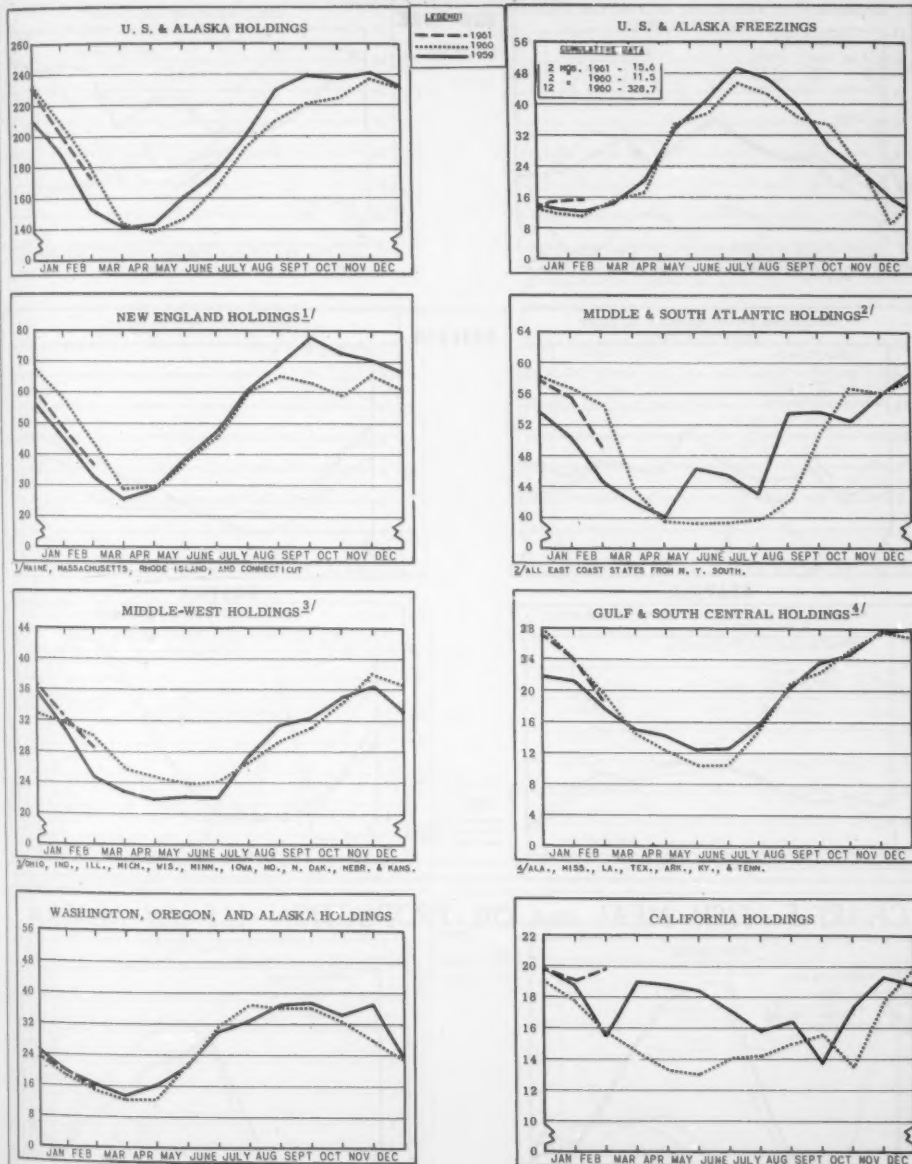 LEGEND:
1961
1960
1959
U. S. & ALASKA HOLDINGS
260
240
220
200
180
160
140
0
JAN FEB MAR APR MAY JUNE JULY AUG SEPT OCT NOV DEC
U. S. & ALASKA FREEZINGS
CUMULATIVE DATA
2 MOS. 1961 - 15.6
2 " 1960 - 11.5
12 " 1960 - 328.7
56
48
40
32
24
16
8
0
JAN FEB MAR APR MAY JUNE JULY AUG SEPT OCT NOV DEC
NEW ENGLAND HOLDINGS 1/
80
70
60
50
40
30
20
0
JAN FEB MAR APR MAY JUNE JULY AUG SEPT OCT NOV DEC
1/MAINE, MASSACHUSETTS, RHODE ISLAND, AND CONNECTICUT
MIDDLE & SOUTH ATLANTIC HOLDINGS 2/
64
60
56
52
48
44
40
0
JAN FEB MAR APR MAY JUNE JULY AUG SEPT OCT NOV DEC
2/ALL EAST COAST STATES FROM N. Y. SOUTH.
MIDDLE-WEST HOLDINGS 3/
44
40
36
32
28
24
20
0
JAN FEB MAR APR MAY JUNE JULY AUG SEPT OCT NOV DEC
3/OHIO, IND., ILL., MICH., WIS., MINN., IOWA, MO., N. DAK., NEBR. & KANS.
GULF & SOUTH CENTRAL HOLDINGS 4/
28
24
20
16
12
8
4
0
JAN FEB MAR APR MAY JUNE JULY AUG SEPT OCT NOV DEC
4/ALA., MISS., LA., TEX., ARK., KY., & TENN.
WASHINGTON, OREGON, AND ALASKA HOLDINGS
56
48
40
32
24
16
8
0
JAN FEB MAR APR MAY JUNE JULY AUG SEPT OCT NOV DEC
CALIFORNIA HOLDINGS
22
20
18
16
14
12
10
0
JAN FEB MAR APR MAY JUNE JULY AUG SEPT OCT NOV DEC